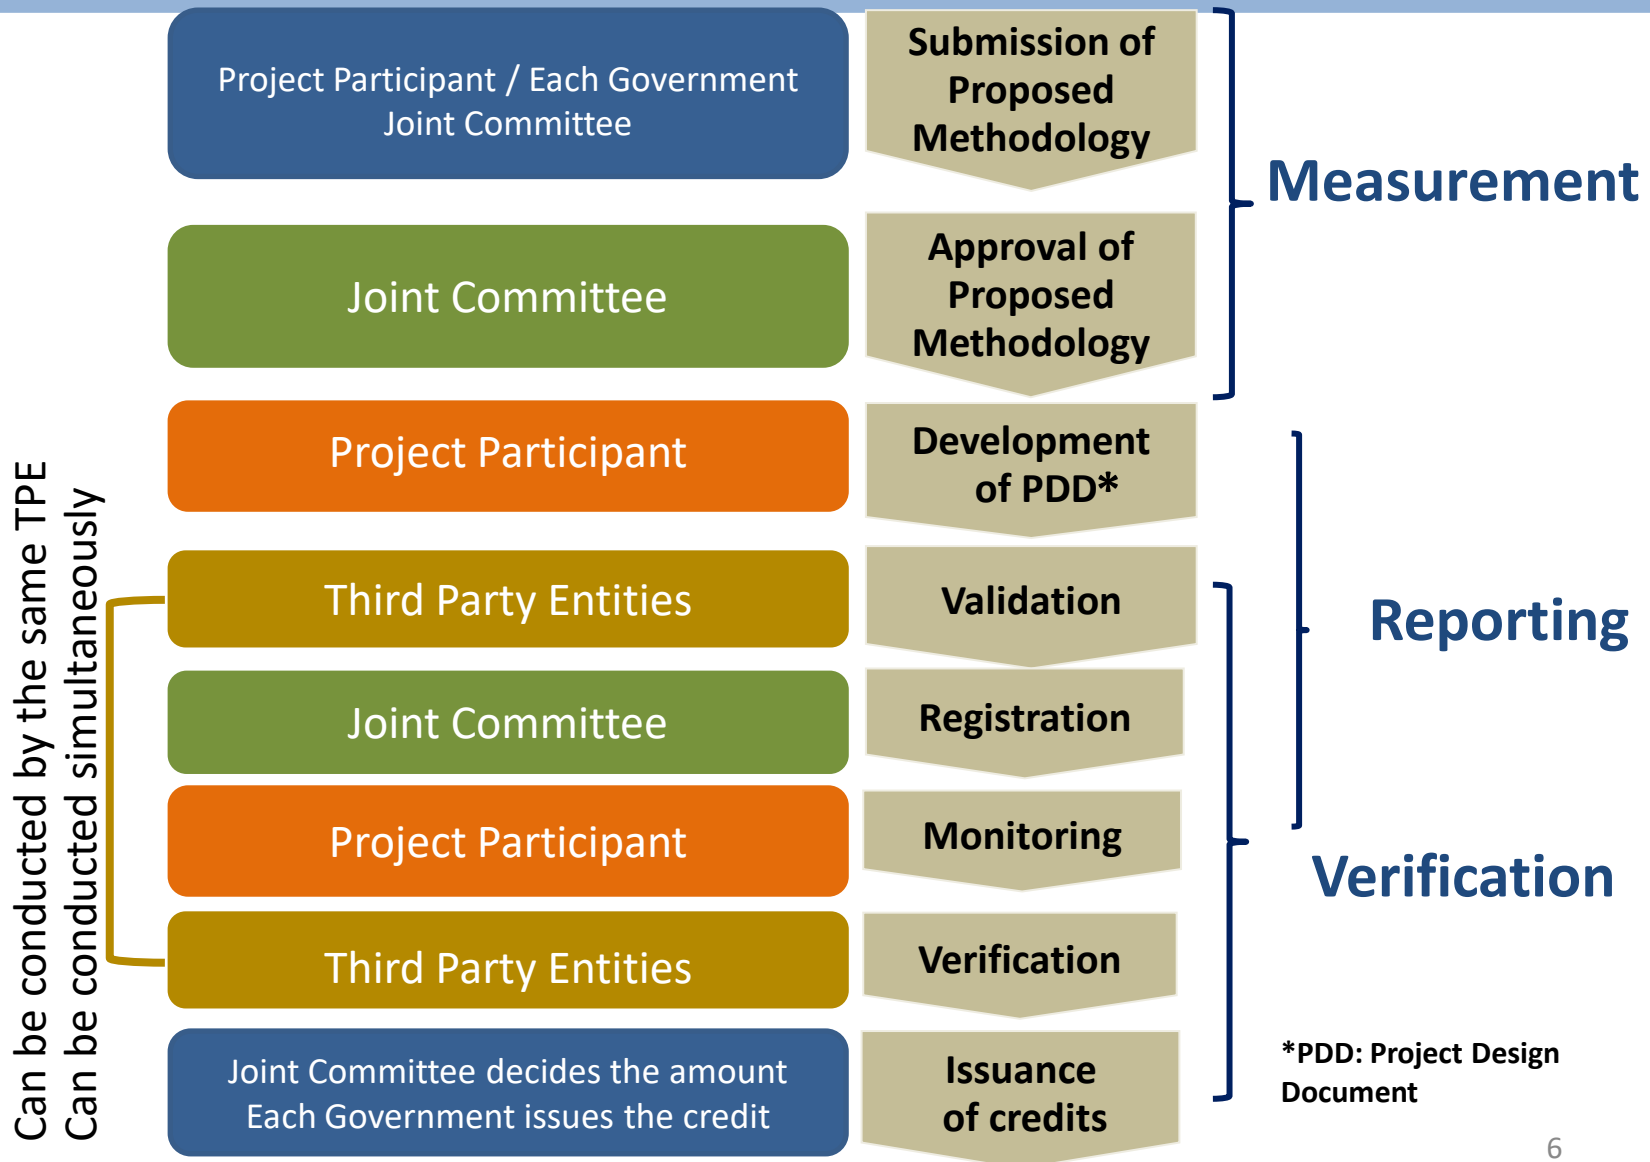 Project Participant / Each Government
Joint Committee
Submission of
Proposed
Methodology
Measurement
Joint Committee
Approval of
Proposed
Methodology
Project Participant
Development
of PDD*
Third Party Entities
Validation
Reporting
Joint Committee
Registration
Project Participant
Monitoring
Verification
Third Party Entities
Verification
Joint Committee decides the amount
Each Government issues the credit
Issuance
of credits
Can be conducted by the same TPE
Can be conducted simultaneously
*PDD: Project Design
Document
6